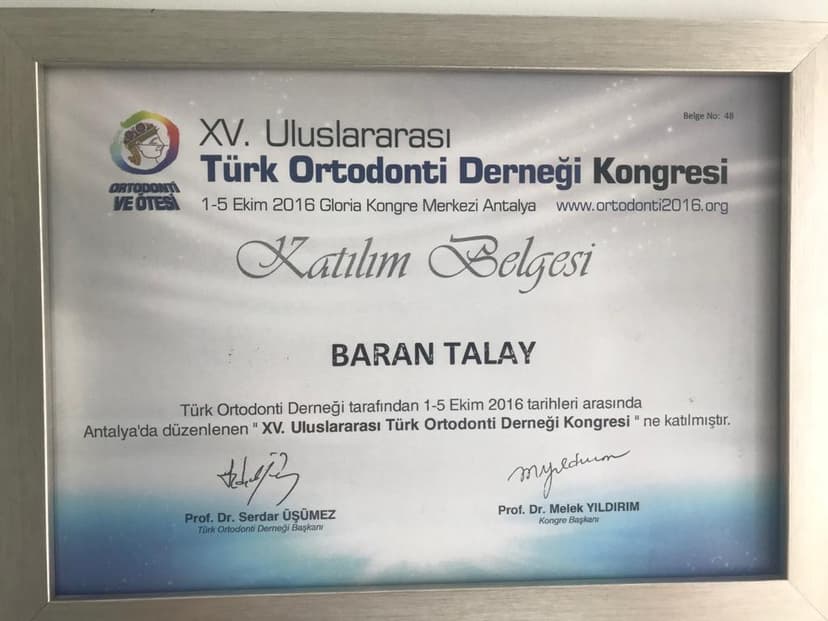 Belge No: 48
XV. Uluslararası
Türk Ortodonti Derneği Kongresi
ORTODONTİ
VE ÖTESİ
1-5 Ekim 2016 Gloria Kongre Merkezi Antalya www.ortodonti2016.org
Katılım Belgesi
BARAN TALAY
Türk Ortodonti Derneği tarafından 1-5 Ekim 2016 tarihleri arasında
Antalya'da düzenlenen " XV. Uluslararası Türk Ortodonti Derneği Kongresi " ne katılmıştır.
Prof. Dr. Serdar ÜŞÜMEZ
Türk Ortodonti Derneği Başkanı
Prof. Dr. Melek YILDIRIM
Kongre Başkanı